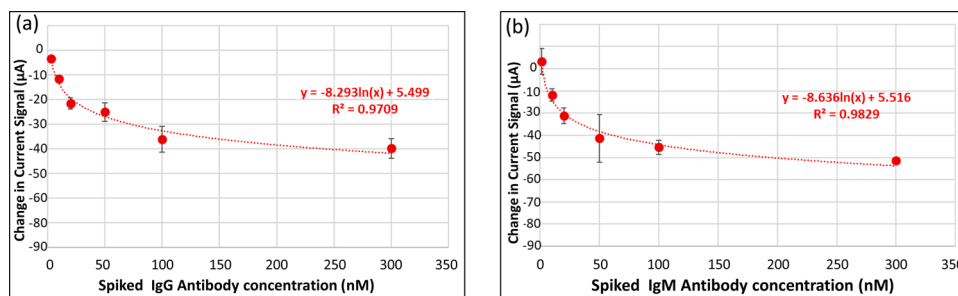 (a)
Change in Current Signal (µA)
0
-10
-20
-30
-40
-50
-60
-70
-80
-90
y = -8.293ln(x) + 5.499
R² = 0.9709
0 50 100 150 200 250 300 350
Spiked IgG Antibody concentration (nM)
(b)
Change in Current Signal (µA)
0
-10
-20
-30
-40
-50
-60
-70
-80
-90
y = -8.636ln(x) + 5.516
R² = 0.9829
0 50 100 150 200 250 300 350
Spiked IgM Antibody concentration (nM)